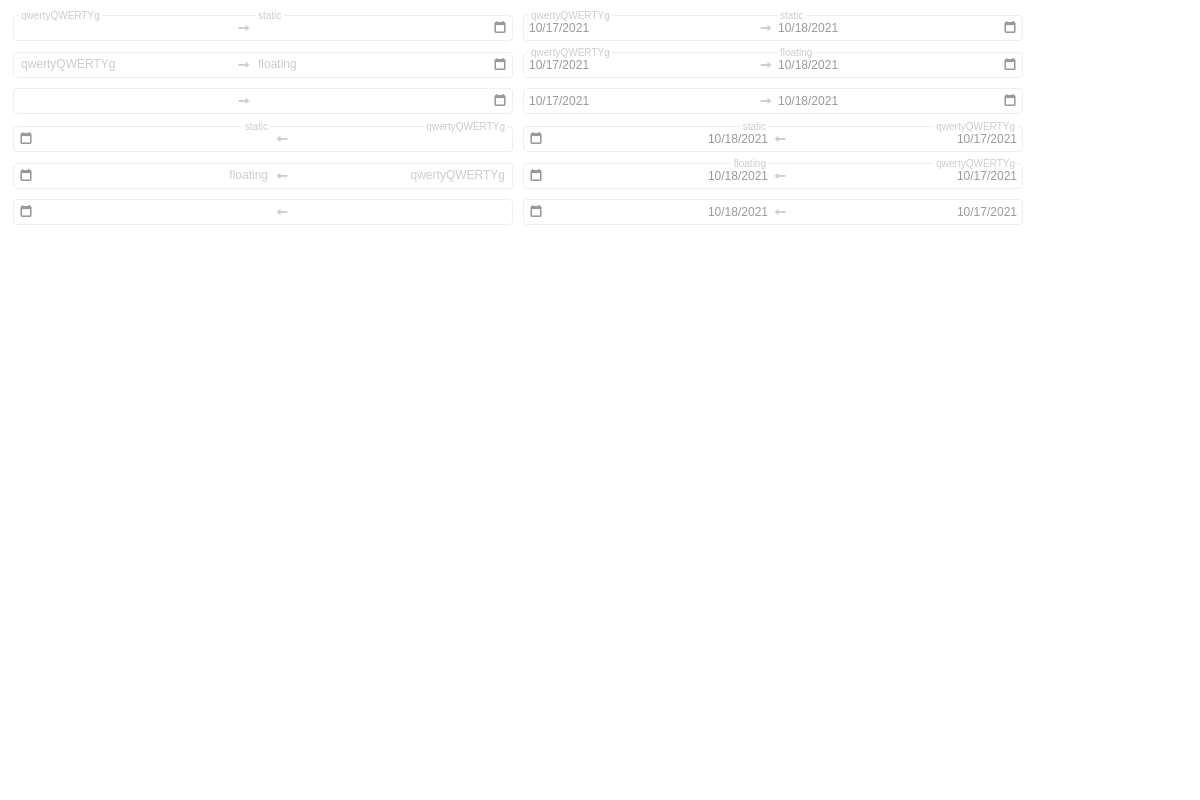 qwertyQWERTYg static qwertyQWERTYg static
10/17/2021 10/18/2021
qwertyQWERTYg floating
qwertyQWERTYg floating 10/17/2021 10/18/2021
10/17/2021 10/18/2021
static qwertyQWERTYg static qwertyQWERTYg
10/18/2021 10/17/2021
floating qwertyQWERTYg
floating qwertyQWERTYg 10/18/2021 10/17/2021
10/18/2021 10/17/2021